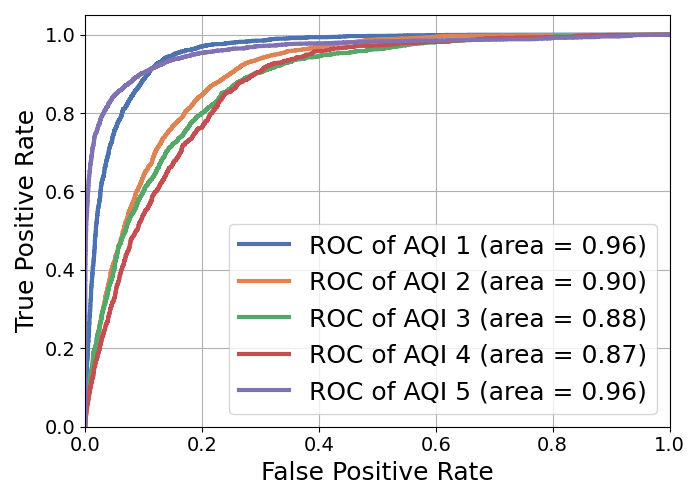 True Positive Rate
1.0
0.8
0.6
0.4
0.2
0.0
ROC of AQI 1 (area = 0.96)
ROC of AQI 2 (area = 0.90)
ROC of AQI 3 (area = 0.88)
ROC of AQI 4 (area = 0.87)
ROC of AQI 5 (area = 0.96)
0.0 0.2 0.4 0.6 0.8 1.0
False Positive Rate